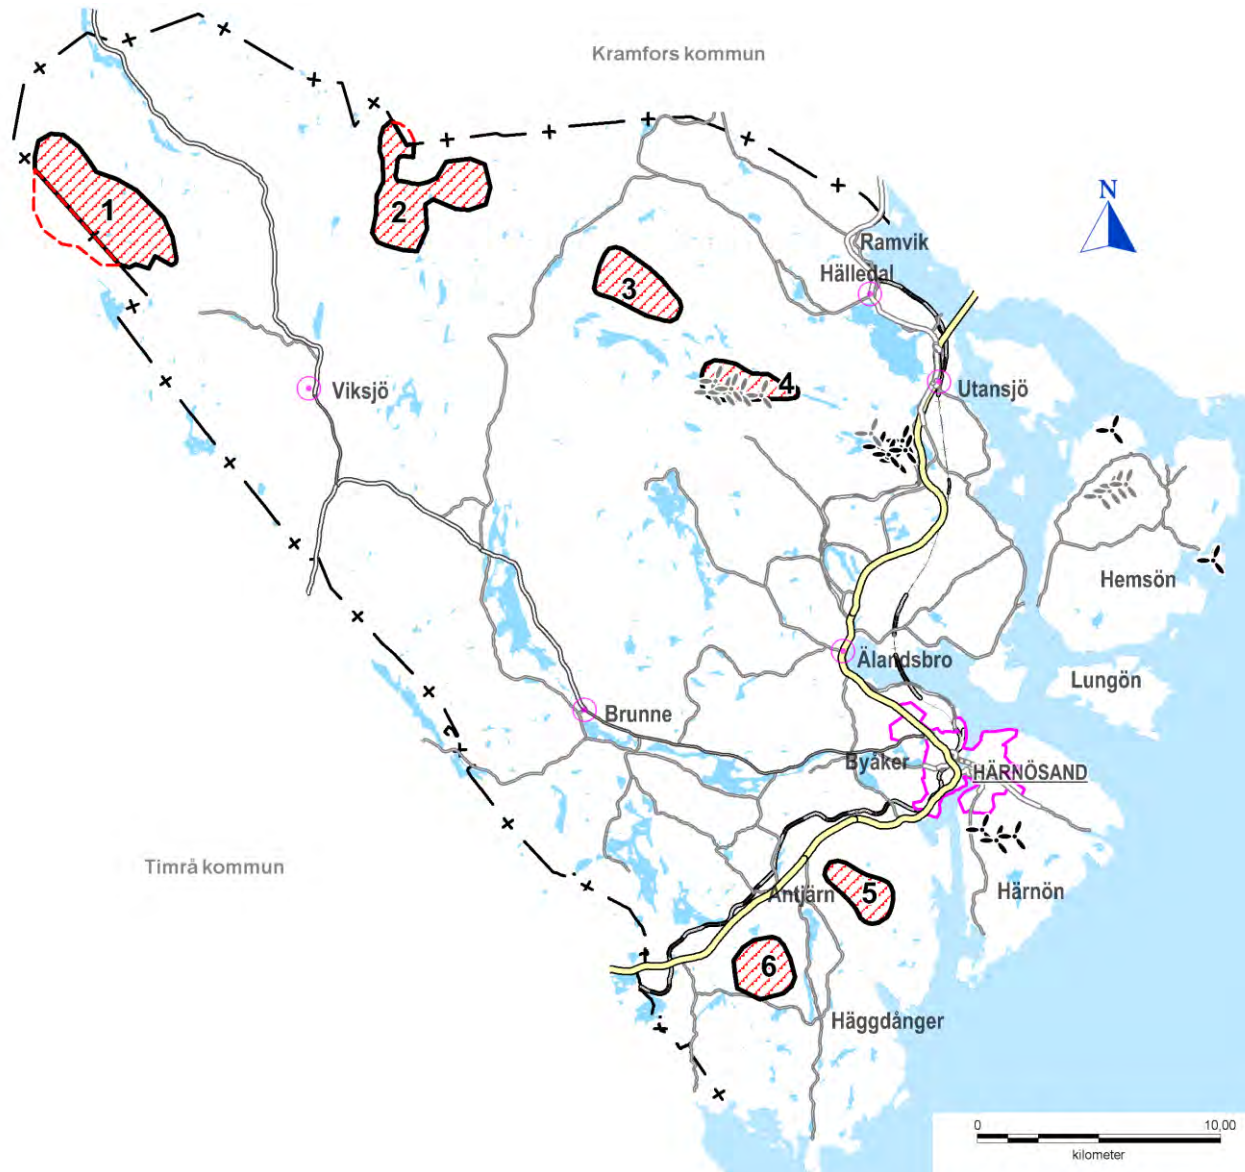 Kramfors kommun
N
1
2
Ramvik
Hälledal
3
4
Viksjö
Utansjö
Hemsön
Älandsbro
Lungön
Brunne
Byåker
HÄRNÖSAND
Timrå kommun
Antjärn
5
Härnön
6
Häggdånger
0 10,00
kilometer